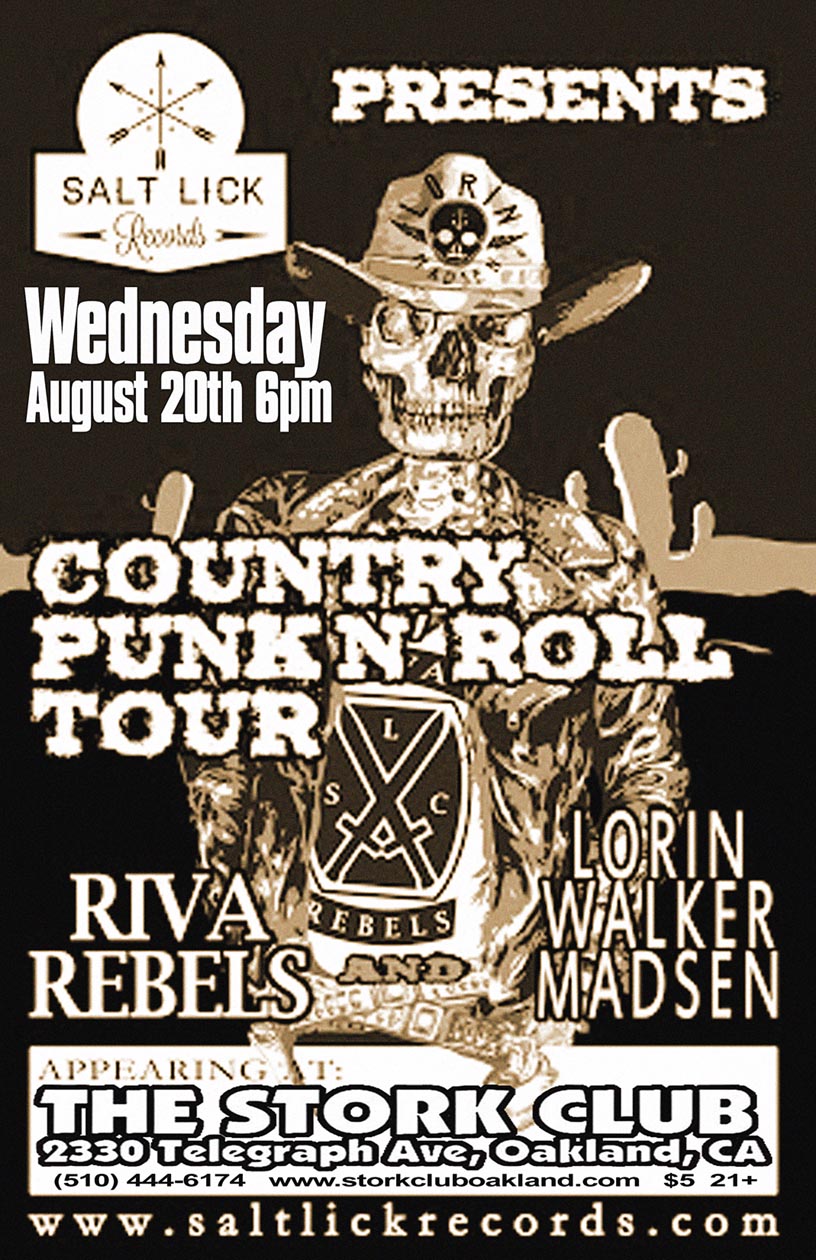 SALT LICK
Records
PRESENTS
LORIN
MADSEN
Wednesday
August 20th 6pm
COUNTRY
PUNK N' ROLL
TOUR
L
S C
REBELS
RIVA
REBELS
AND
LORIN
WALKER
MADSEN
APPEARING AT:
THE STORK CLUB
2330 Telegraph Ave, Oakland, CA
(510) 444-6174 www.storkcluboakland.com $5 21+
www.saltlickrecords.com